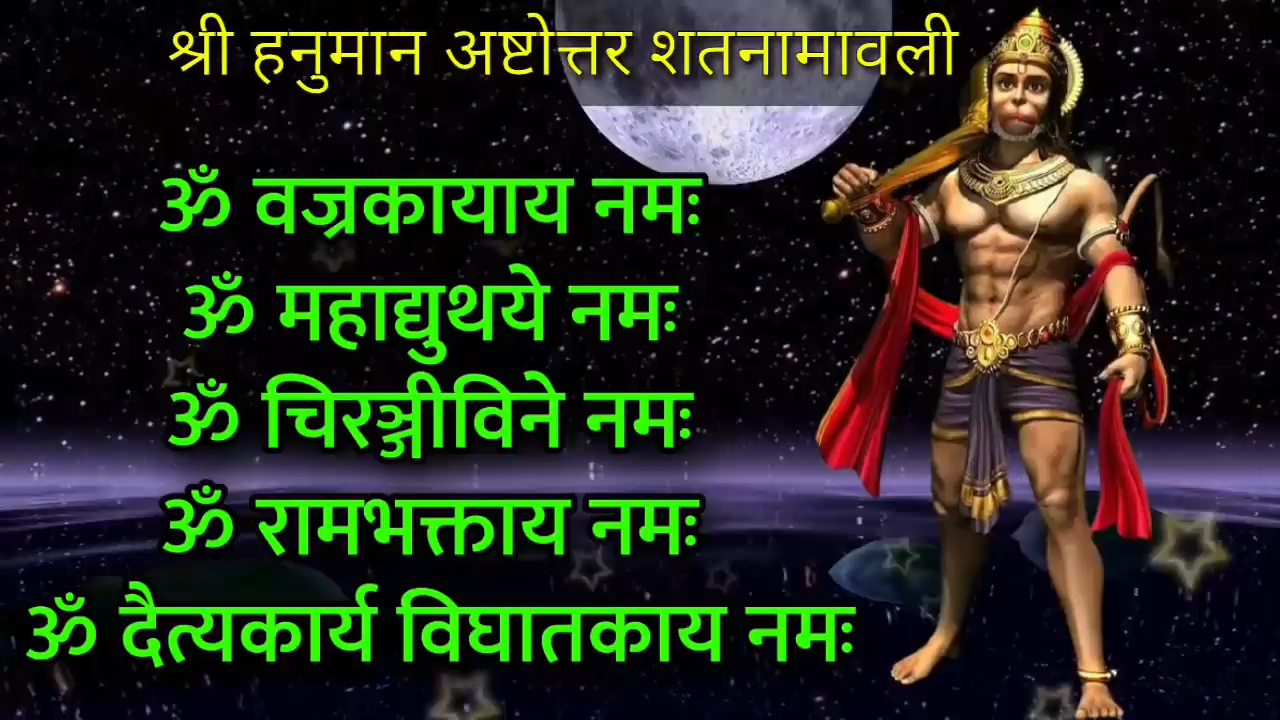 श्री हनुमान अष्टोत्तर शतनामावली
ॐ वज्रकायाय नमः
ॐ महाद्युथये नमः
ॐ चिरञ्जीविने नमः
ॐ रामभक्ताय नमः
ॐ दैत्यकार्य विघातकाय नमः